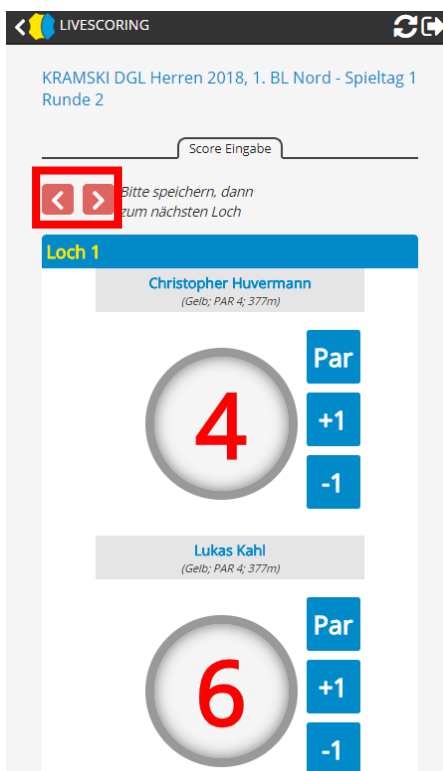 LIVESCORING
KRAMSKI DGL Herren 2018, 1. BL Nord - Spieltag 1
Runde 2
Score Eingabe
Bitte speichern, dann
zum nächsten Loch
Loch 1
Christopher Huvermann
(Gelb; PAR 4; 377m)
Par
4
+1
-1
Lukas Kahl
(Gelb; PAR 4; 377m)
Par
6
+1
-1